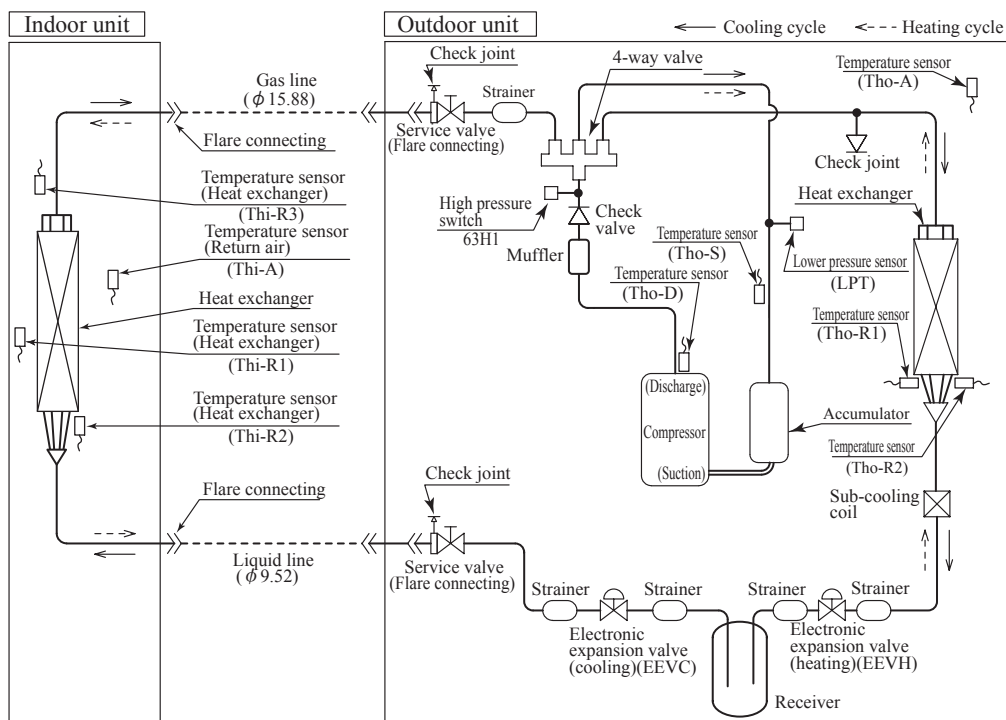 Indoor unit
Outdoor unit
Cooling cycle
Heating cycle
Check joint
4-way valve
Temperature sensor
(Tho-A)
Gas line
(ϕ 15.88)
Strainer
Service valve
(Flare connecting)
Flare connecting
Check joint
Temperature sensor
(Heat exchanger)
(Thi-R3)
High pressure
switch
63H1
Check
valve
Heat exchanger
Temperature sensor
(Return air)
(Thi-A)
Muffler
Temperature sensor
(Tho-S)
Lower pressure sensor
(LPT)
Temperature sensor
(Tho-D)
Heat exchanger
Temperature sensor
(Tho-R1)
Temperature sensor
(Heat exchanger)
(Thi-R1)
(Discharge)
Compressor
(Suction)
Accumulator
Temperature sensor
(Heat exchanger)
(Thi-R2)
Temperature sensor
(Tho-R2)
Flare connecting
Check joint
Sub-cooling
coil
Liquid line
(ϕ 9.52)
Service valve
(Flare connecting)
Strainer
Strainer
Strainer
Strainer
Electronic
expansion valve
(cooling)(EEVC)
Electronic
expansion valve
(heating)(EEVH)
Receiver